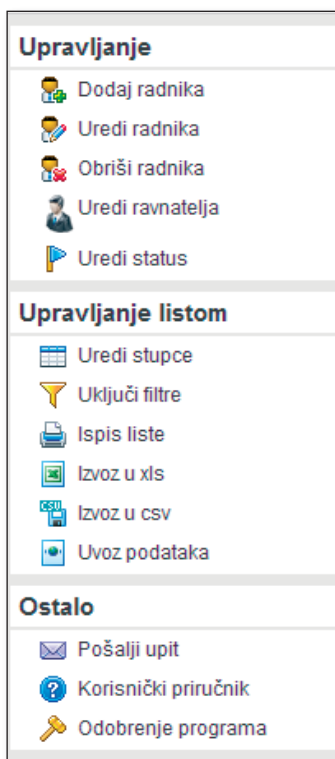 Upravljanje
Dodaj radnika
Uredi radnika
Obriši radnika
Uredi ravnatelja
Uredi status
Upravljanje listom
Uredi stupce
Uključi filtre
Ispis liste
Izvoz u xls
CSV Izvoz u csv
Uvoz podataka
Ostalo
Pošalji upit
Korisnički priručnik
Odobrenje programa